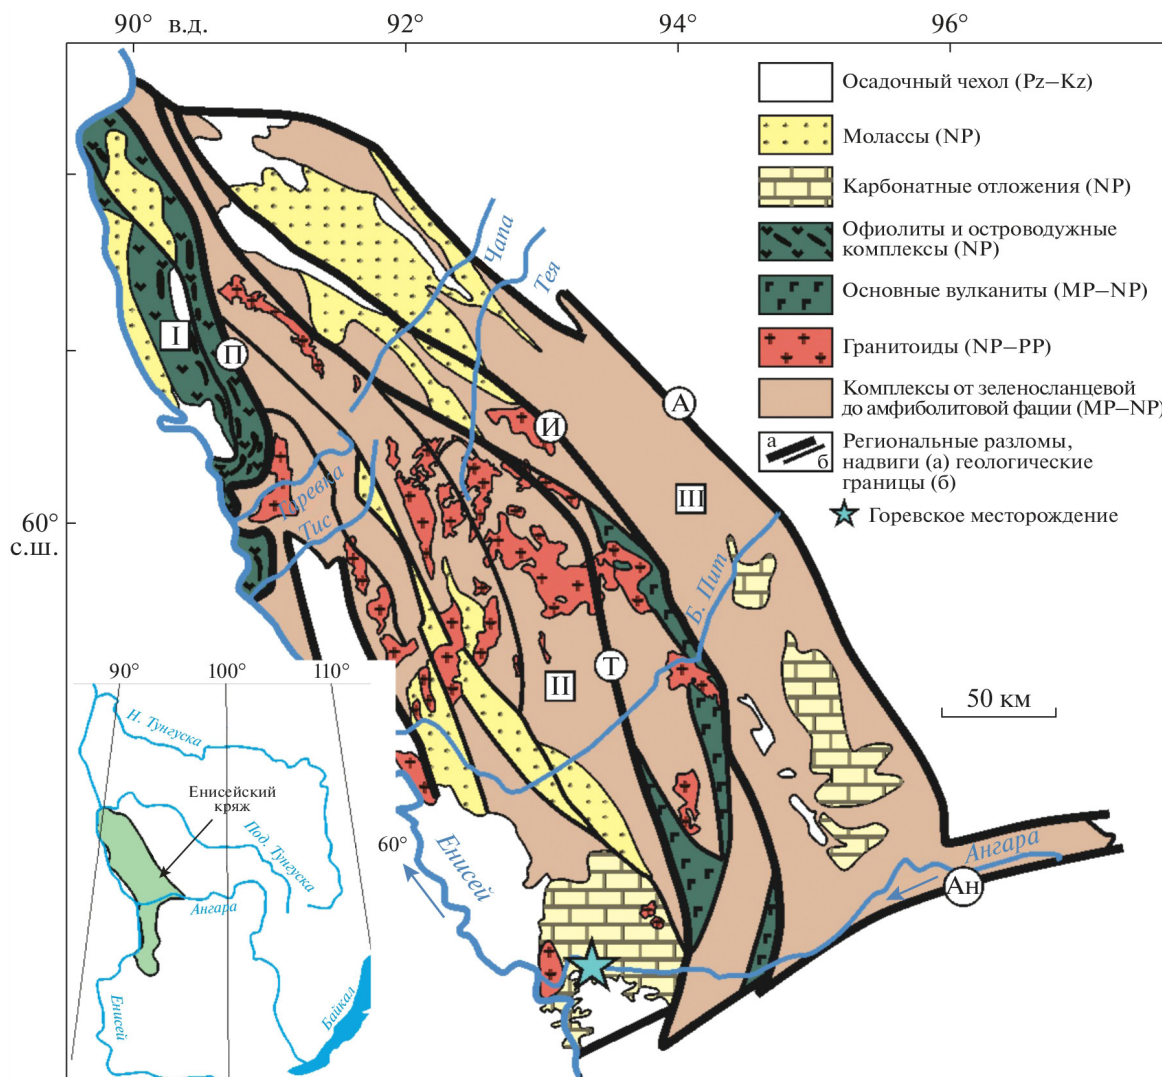 90° в.д.
92°
94°
96°
Осадочный чехол (Pz–Kz)
Молассы (NP)
Карбонатные отложения (NP)
Офиолиты и островодужные
комплексы (NP)
Основные вулканиты (MP–NP)
Гранитоиды (NP–PP)
Комплексы от зеленосланцевой
до амфиболитовой фации (MP–NP)
а
б
Региональные разломы,
надвиги (а) геологические
границы (б)
Горевское месторождение
Чапа
Тея
I
П
И
А
III
60°
с.ш.
Гаревка
Тис
Б. Пит
II
Т
50 км
90°
100°
110°
Н. Тунгуска
Енисейский
кряж
Под. Тунгуска
Ангара
Енисей
Байкал
60°
Енисей
Ангара
Ан